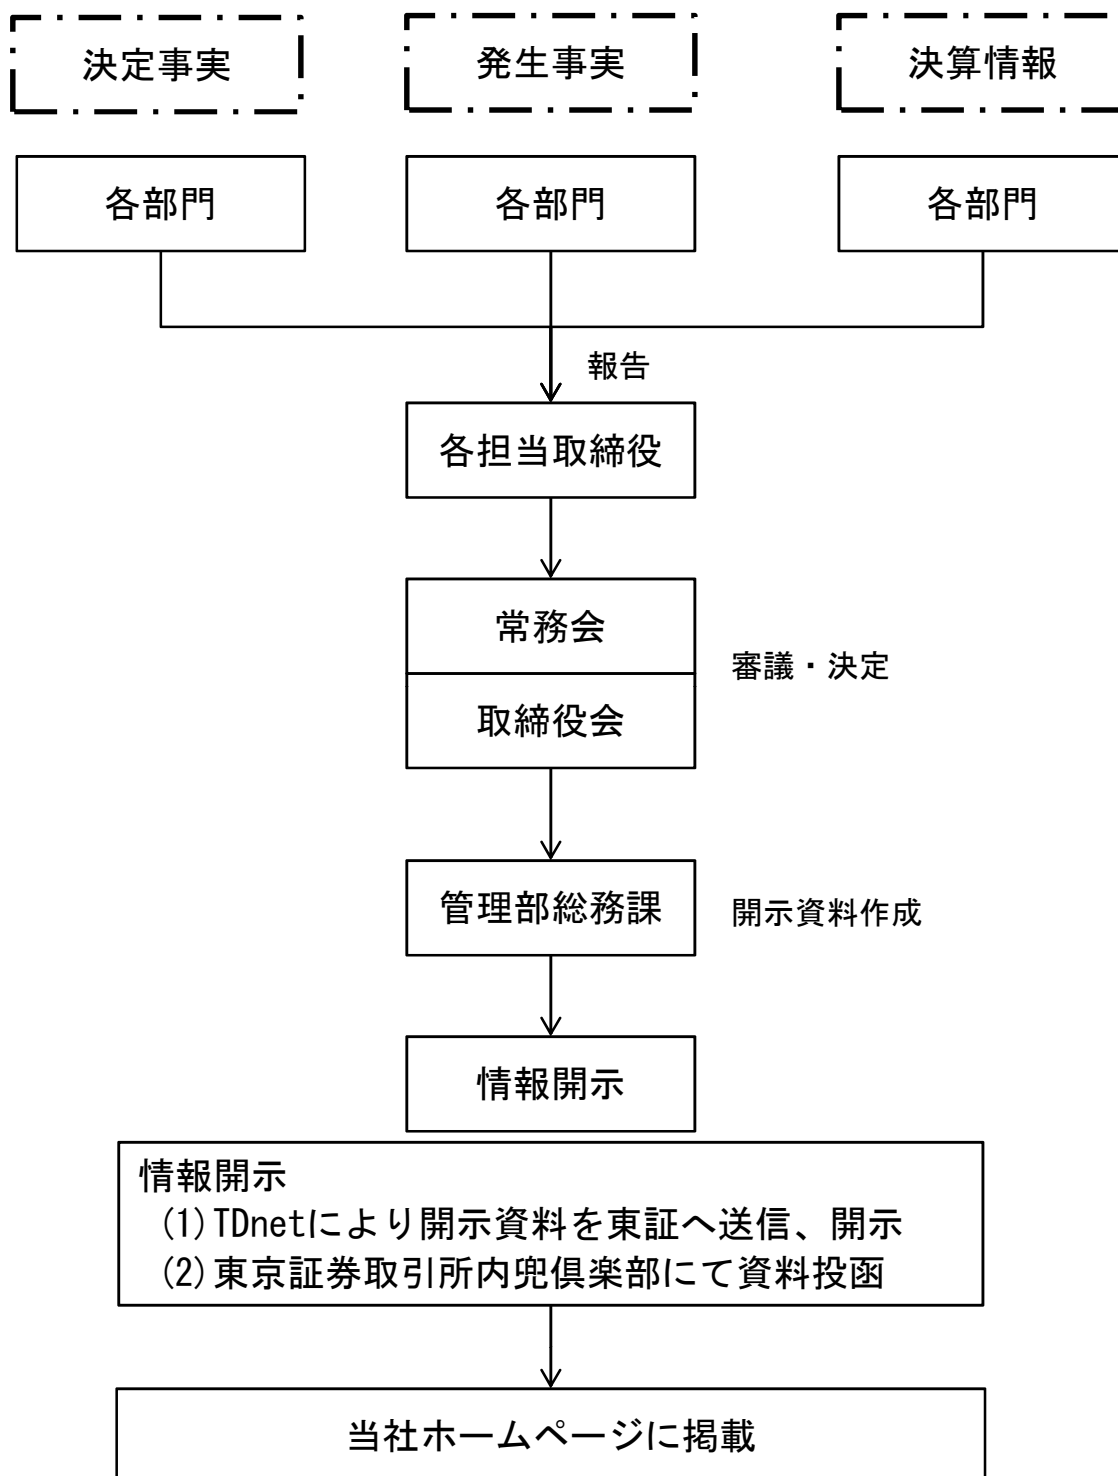 決定事実
発生事実
決算情報
各部門
各部門
各部門
報告
各担当取締役
常務会
審議・決定
取締役会
管理部総務課
開示資料作成
情報開示
情報開示
(1)TDnetにより開示資料を東証へ送信、開示
(2)東京証券取引所内兜倶楽部にて資料投函
当社ホームページに掲載